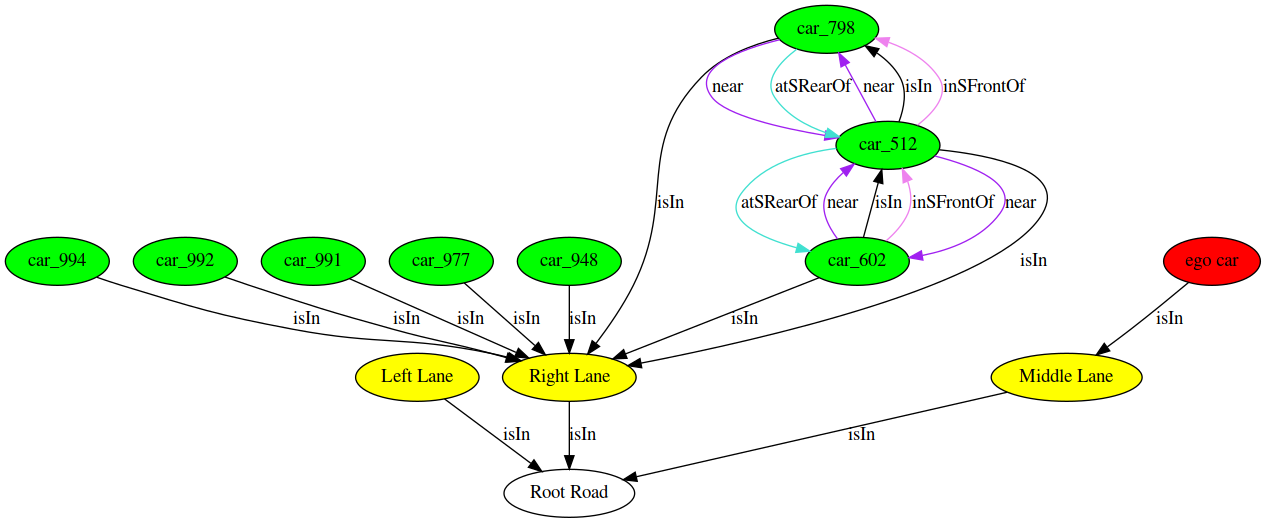 car_798
near
atSRearOf
near
isIn
inSFrontOf
car_512
isIn
atSRearOf
near
isIn
inSFrontOf
near
car_994
car_992
car_991
car_977
car_948
car_602
isIn
ego car
isIn
isIn
isIn
isIn
isIn
isIn
isIn
Left Lane
Right Lane
Middle Lane
isIn
isIn
isIn
Root Road